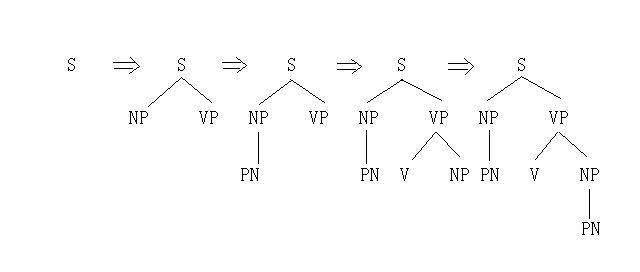 S ⇒ S ⇒ S ⇒ S ⇒ S
NP VP NP VP NP VP NP VP
PN PN V NP PN V NP
PN